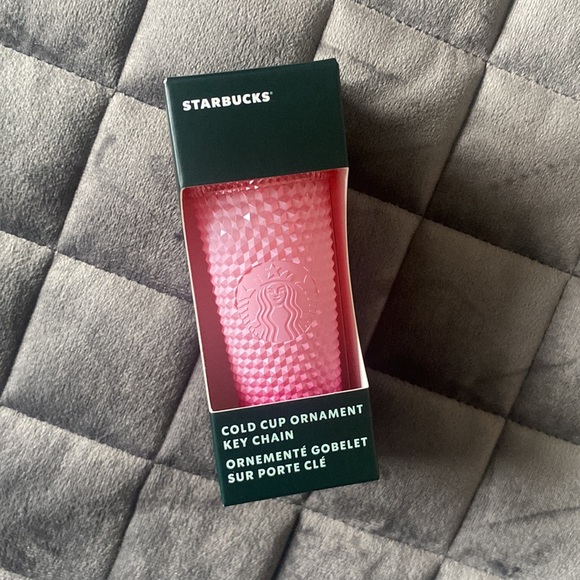 STARBUCKS®
COLD CUP ORNAMENT
KEY CHAIN
ORNEMENTÉ GOBELET
SUR PORTE CLÉ